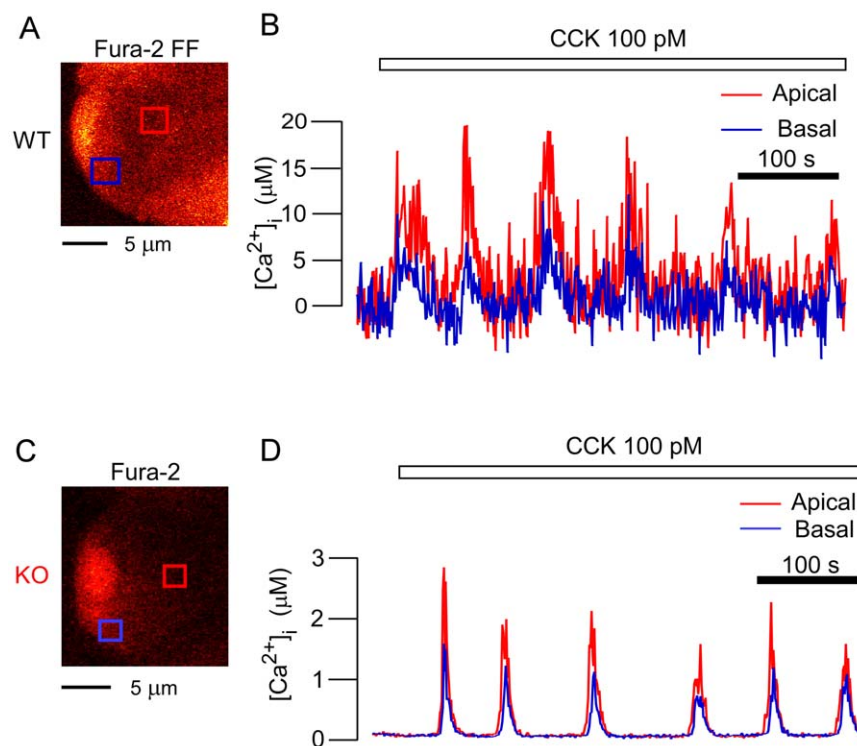 A
Fura-2 FF
WT
5 μm
B
CCK 100 pM
Apical
Basal
100 s
[Ca²⁺]ᵢ (μM)
20
15
10
5
0
C
Fura-2
KO
5 μm
D
CCK 100 pM
Apical
Basal
100 s
[Ca²⁺]ᵢ (μM)
3
2
1
0